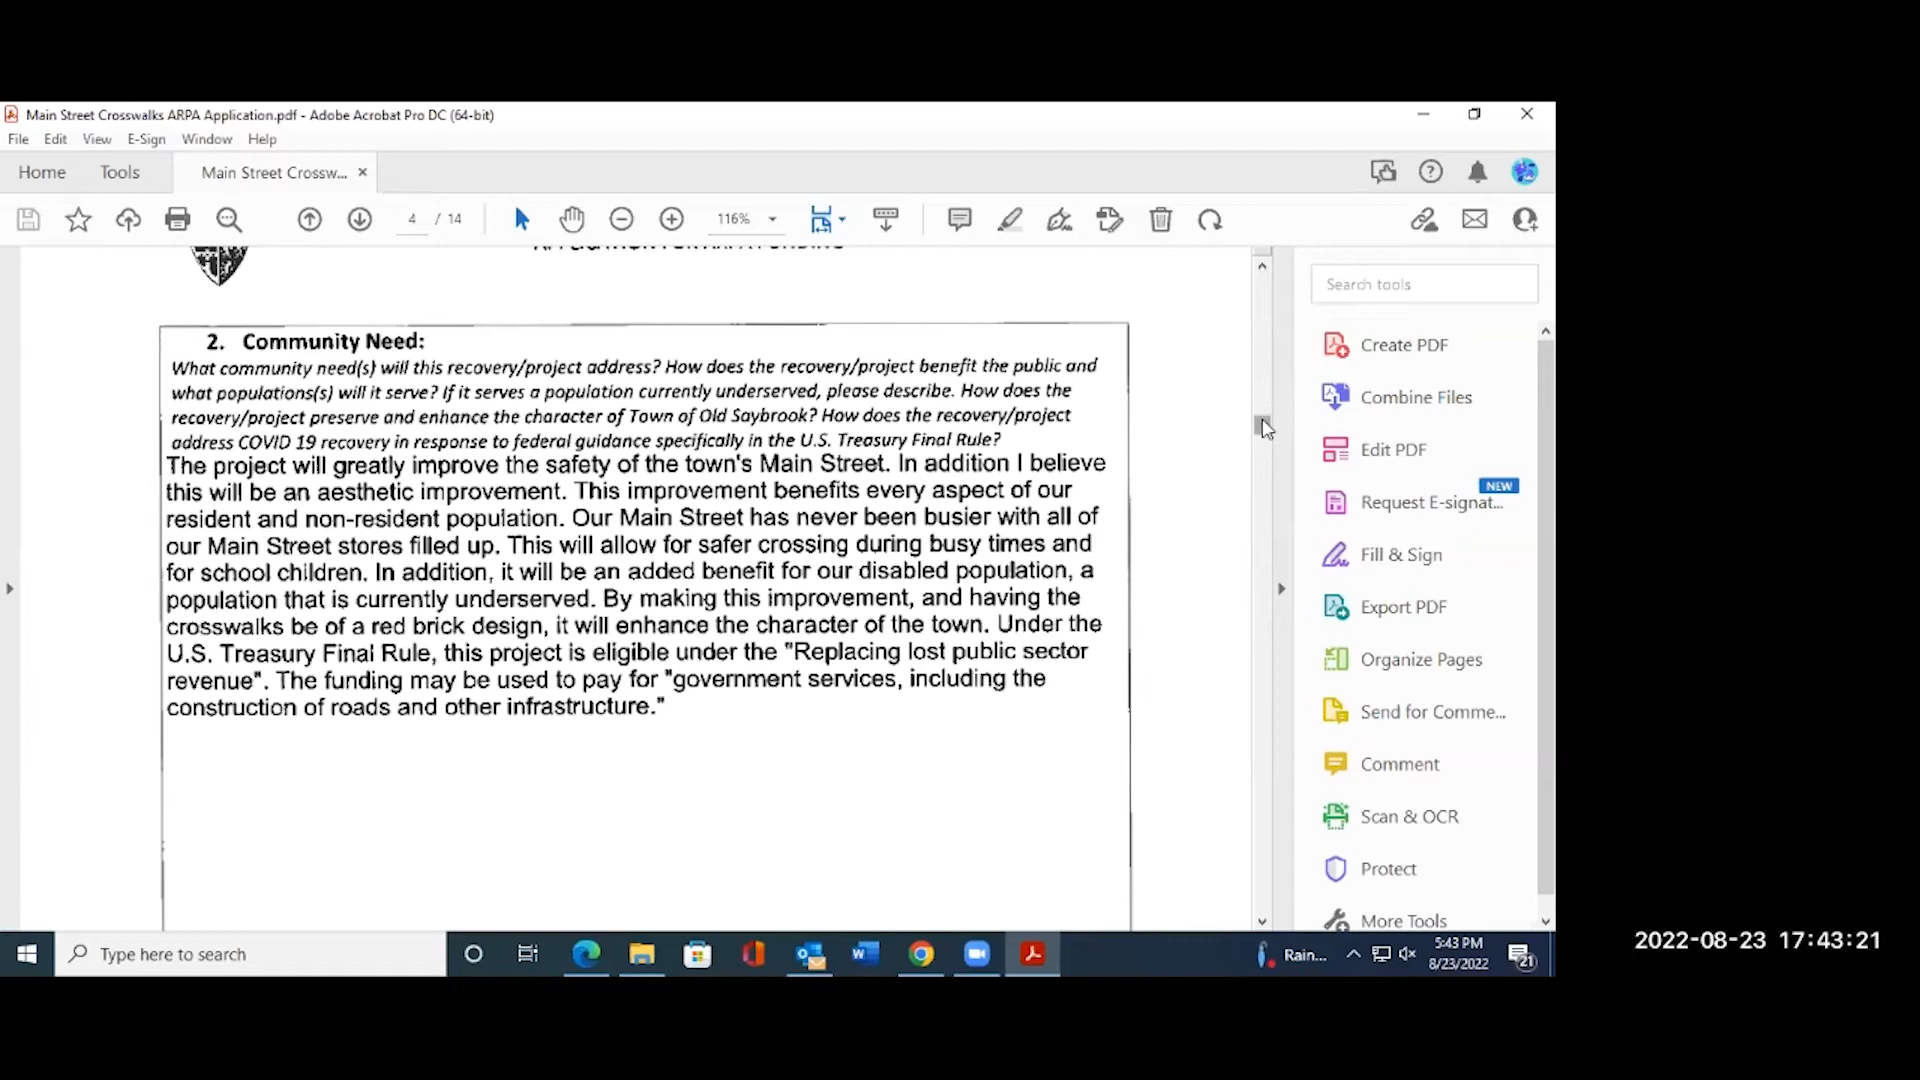 Main Street Crosswalks ARPA Application.pdf - Adobe Acrobat Pro DC (64-bit)
File Edit View E-Sign Window Help
Home Tools Main Street Crossw... ×
4 / 14 116%
APPLICATION FOR ARPA FUNDING
2. Community Need:
What community need(s) will this recovery/project address? How does the recovery/project benefit the public and
what populations(s) will it serve? If it serves a population currently underserved, please describe. How does the
recovery/project preserve and enhance the character of Town of Old Saybrook? How does the recovery/project
address COVID 19 recovery in response to federal guidance specifically in the U.S. Treasury Final Rule?
The project will greatly improve the safety of the town's Main Street. In addition I believe
this will be an aesthetic improvement. This improvement benefits every aspect of our
resident and non-resident population. Our Main Street has never been busier with all of
our Main Street stores filled up. This will allow for safer crossing during busy times and
for school children. In addition, it will be an added benefit for our disabled population, a
population that is currently underserved. By making this improvement, and having the
crosswalks be of a red brick design, it will enhance the character of the town. Under the
U.S. Treasury Final Rule, this project is eligible under the "Replacing lost public sector
revenue". The funding may be used to pay for "government services, including the
construction of roads and other infrastructure."
Search tools
Create PDF
Combine Files
Edit PDF
NEW
Request E-signat...
Fill & Sign
Export PDF
Organize Pages
Send for Comme...
Comment
Scan & OCR
Protect
More Tools
Type here to search
Rain...
5:43 PM
8/23/2022
21
2022-08-23 17:43:21